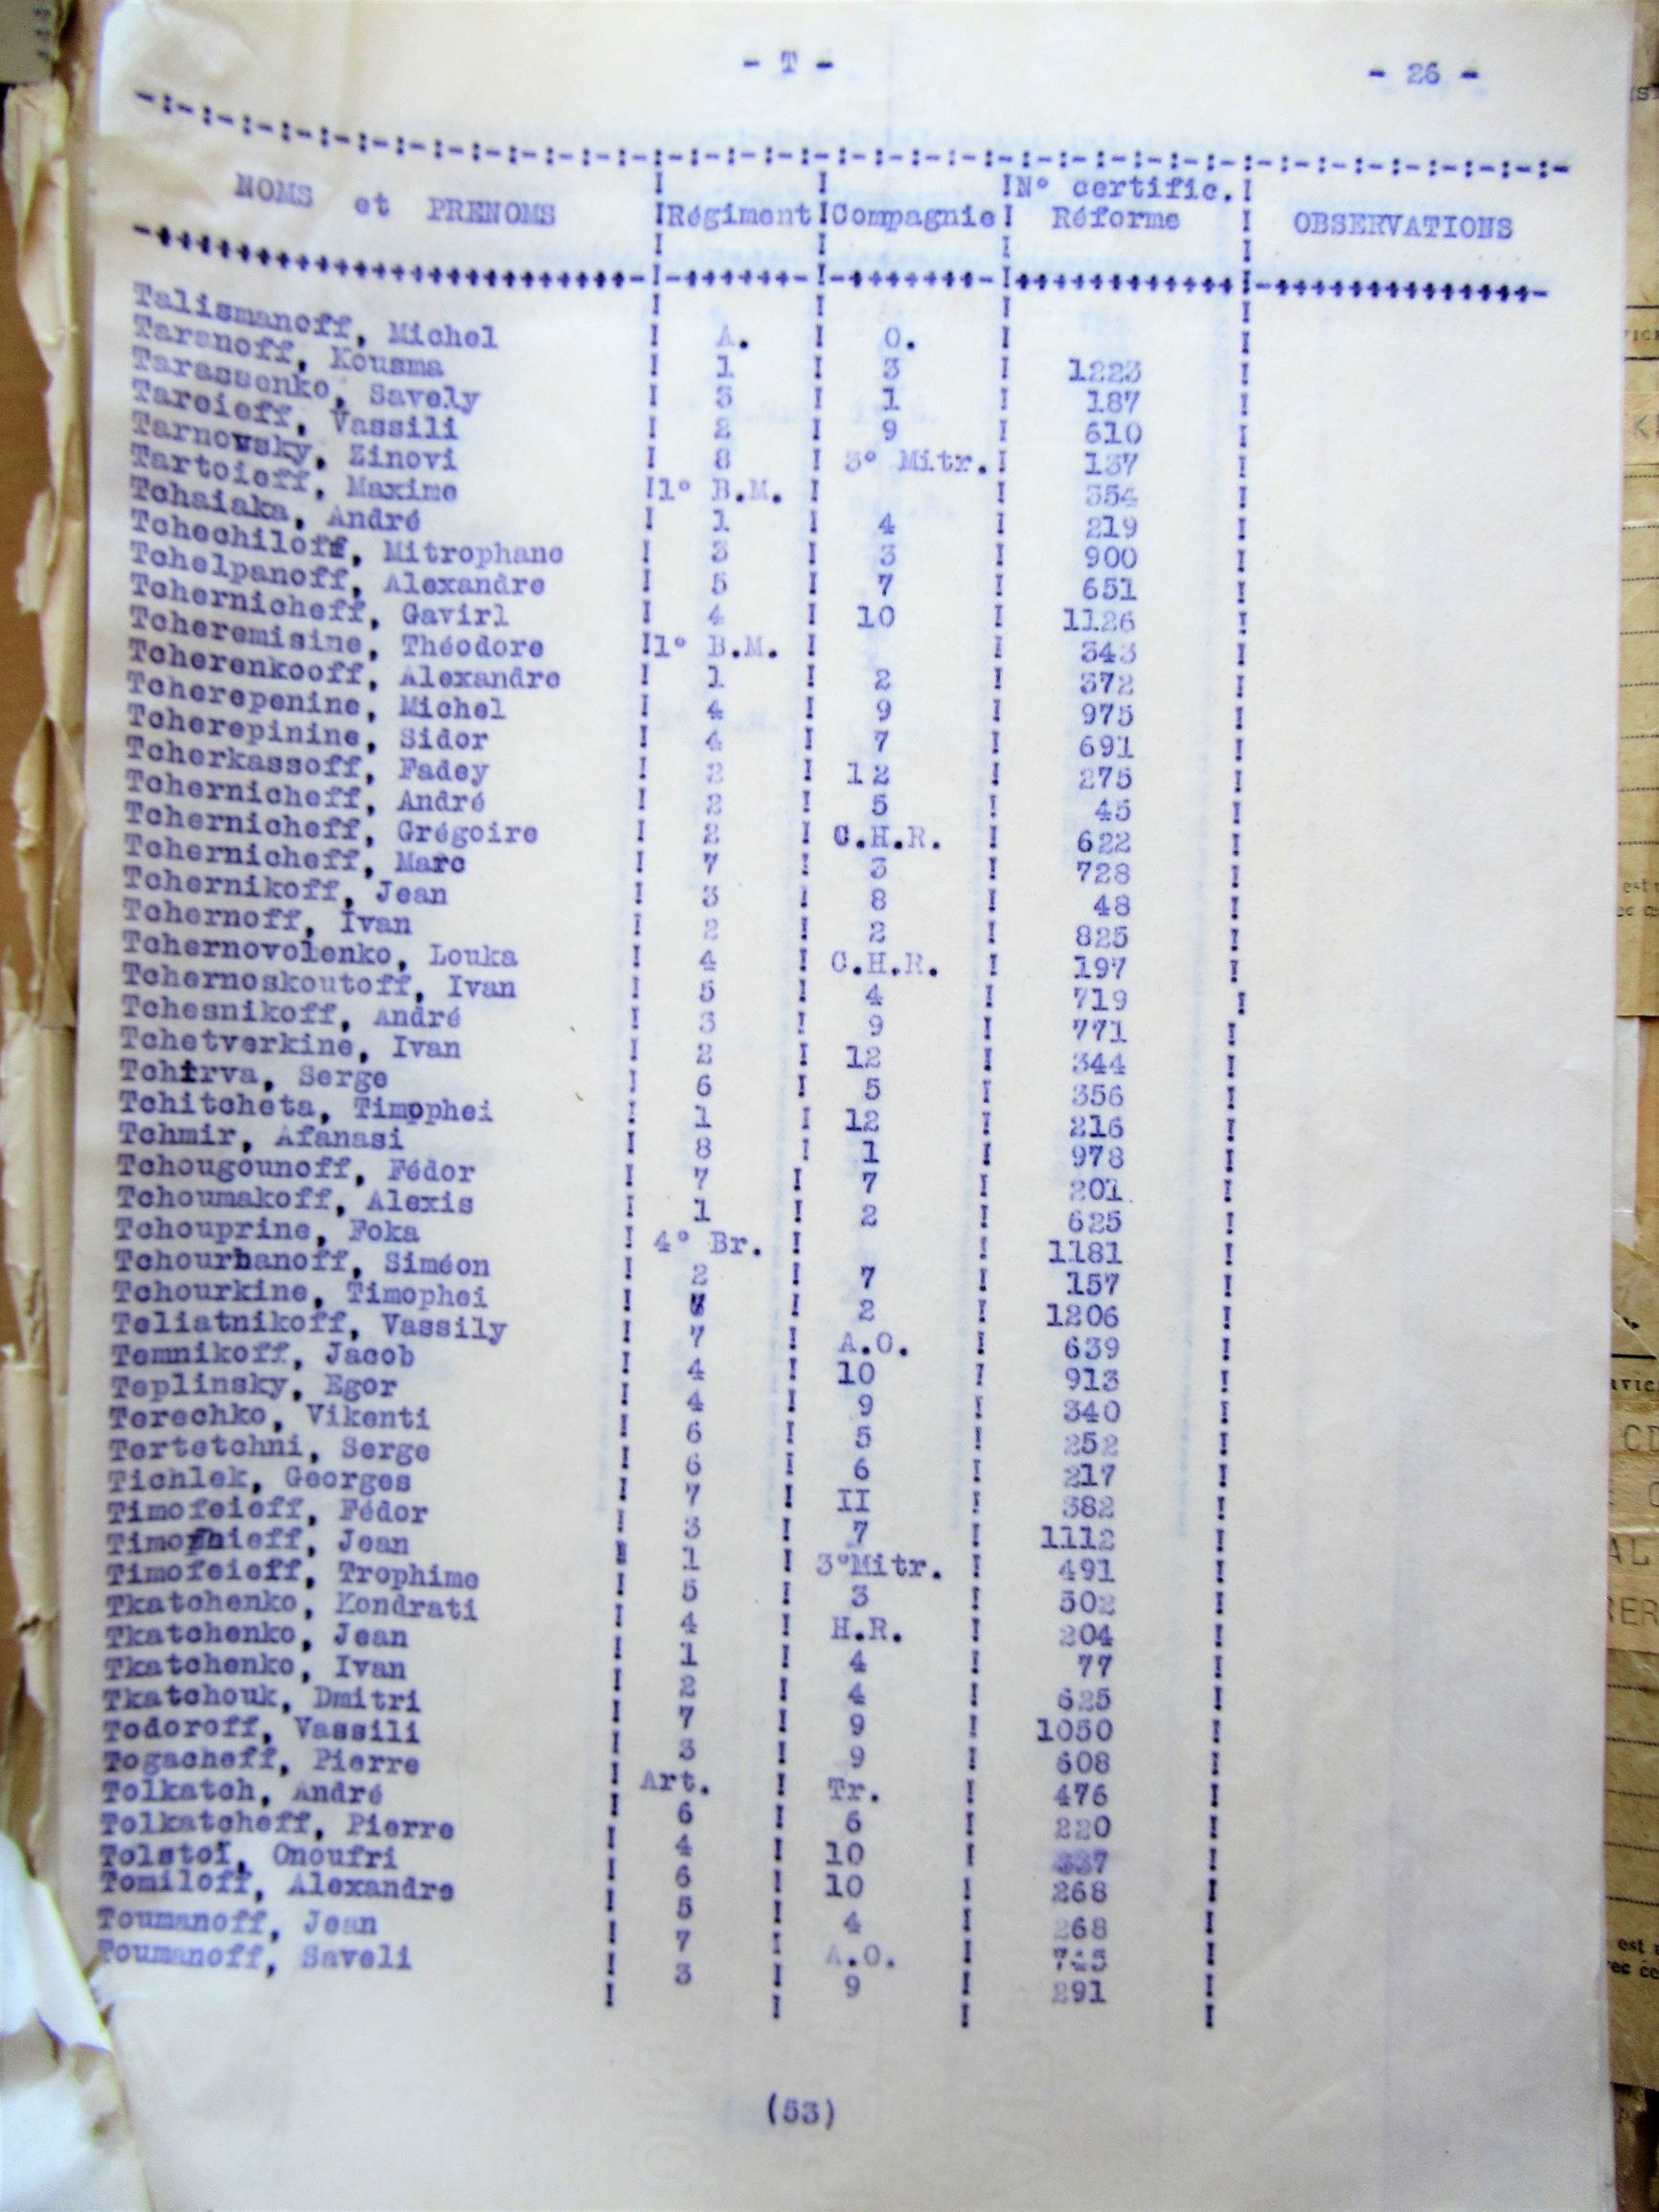 - T -
- 26 -
NOMS et PRENOMS Régiment Compagnie N° certific. Réforme OBSERVATIONS
Talismanoff, Michel A. O.
Taranoff, Kousma 1 3 1223
Tarassenko, Savely 3 1 187
Tareieff, Vassili 2 9 610
Tarnovsky, Zinovi 8 3° Mitr. 137
Tartoieff, Maxime 1° B.M. 354
Tchaiaka, André 1 4 219
Tchechiloff, Mitrophane 3 3 900
Tchelpanoff, Alexandre 5 7 651
Tchernicheff, Gavirl 4 10 1126
Tcheremisine, Théodore 1° B.M. 343
Tcherenkooff, Alexandre 1 2 372
Tcherepenine, Michel 4 9 975
Tcherepinine, Sidor 4 7 691
Tcherkassoff, Fadey 2 12 275
Tchernicheff, André 2 5 45
Tchernicheff, Grégoire 2 C.H.R. 622
Tchernicheff, Marc 7 3 728
Tchernikoff, Jean 3 8 48
Tchernoff, Ivan 2 2 825
Tchernovolenko, Louka 4 C.H.R. 197
Tchernoskoutoff, Ivan 5 4 719
Tchesnikoff, André 3 9 771
Tchetverkine, Ivan 2 12 344
Tchirva, Serge 6 5 356
Tchitcheta, Timophei 1 12 216
Tchmir, Afanasi 8 1 978
Tchougounoff, Fédor 7 7 201
Tchoumakoff, Alexis 1 2 625
Tchouprine, Foka 4° Br. 1181
Tchourbanoff, Siméon 2 7 157
Tchourkine, Timophei 2 1206
Teliatnikoff, Vassily 7 A.O. 639
Temnikoff, Jacob 4 10 913
Teplinsky, Egor 4 9 340
Terechko, Vikenti 6 5 252
Tertetchni, Serge 6 6 217
Tichlek, Georges 7 II 382
Timofeieff, Fédor 3 7 1112
Timophieff, Jean 1 3°Mitr. 491
Timofeieff, Trophime 5 3 502
Tkatchenko, Kondrati 4 H.R. 204
Tkatchenko, Jean 1 4 77
Tkatchenko, Ivan 2 4 625
Tkatchouk, Dmitri 7 9 1050
Todoroff, Vassili 3 9 608
Togacheff, Pierre Art. Tr. 476
Tolkatch, André 6 6 220
Tolkatcheff, Pierre 4 10 337
Tolstoï, Onoufri 6 10 268
Tomiloff, Alexandre 5 4 268
Toumanoff, Jean 7 A.O.
Toumanoff, Saveli 3 9 291
(53)